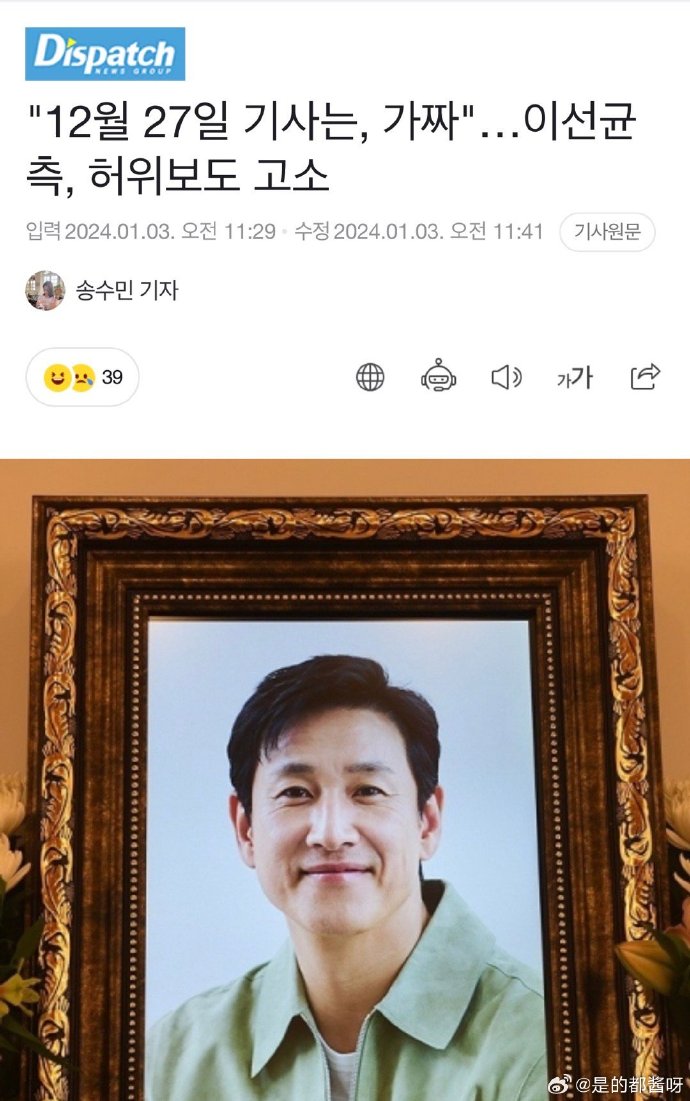 Dispatch
NEWS GROUP
"12월 27일 기사는, 가짜"…이선균
측, 허위보도 고소
입력 2024.01.03. 오전 11:29 · 수정 2024.01.03. 오전 11:41 기사원문
송수민 기자
39
가가
@是的都酱呀